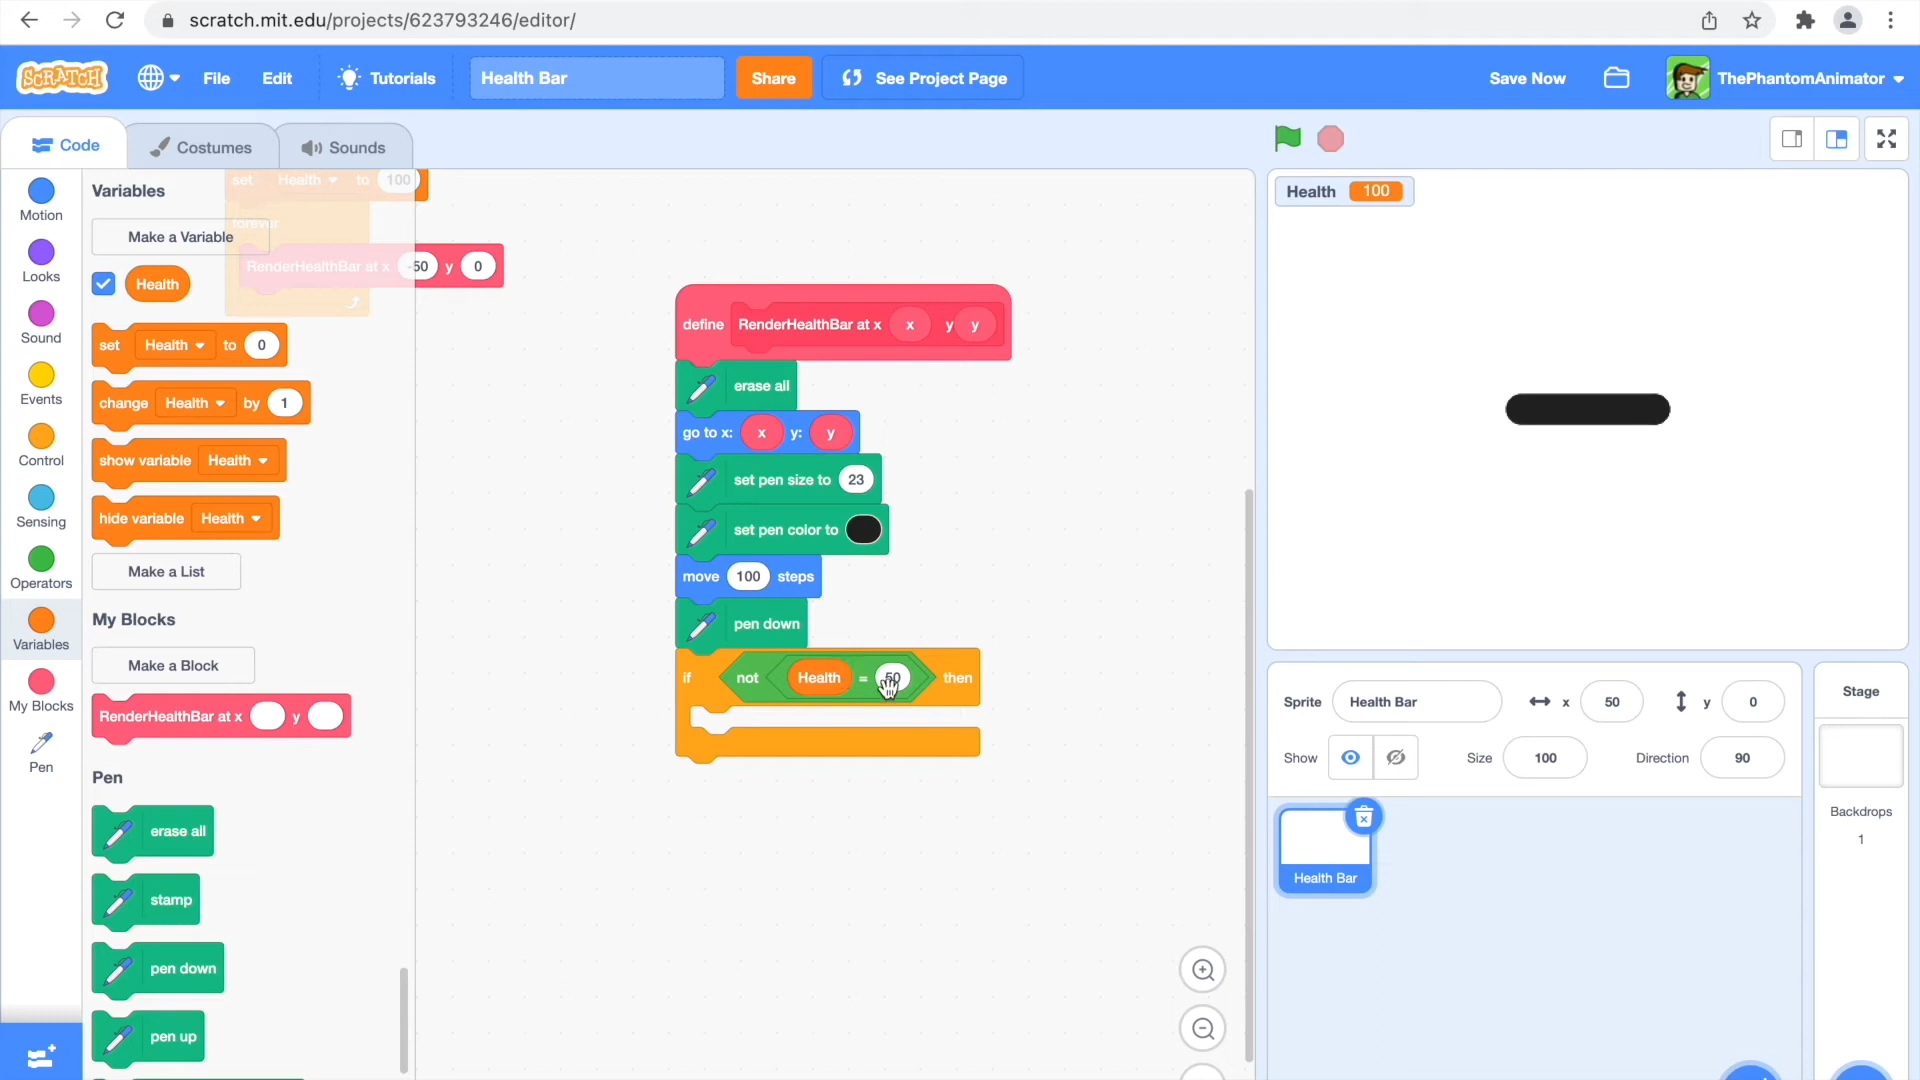 scratch.mit.edu/projects/623793246/editor/
SCRATCH
File
Edit
Tutorials
Health Bar
Share
See Project Page
Save Now
ThePhantomAnimator
Code
Costumes
Sounds
Motion
Looks
Sound
Events
Control
Sensing
Operators
Variables
My Blocks
Pen
Variables
Make a Variable
Health
set Health to 0
change Health by 1
show variable Health
hide variable Health
Make a List
My Blocks
Make a Block
RenderHealthBar at x y
Pen
erase all
stamp
pen down
pen up
set Health to 100
forever
RenderHealthBar at x -50 y 0
define RenderHealthBar at x x y y
erase all
go to x: x y: y
set pen size to 23
set pen color to
move 100 steps
pen down
if not Health = 50 then
Health 100
Sprite Health Bar x 50 y 0
Show Size 100 Direction 90
Health Bar
Stage
Backdrops
1